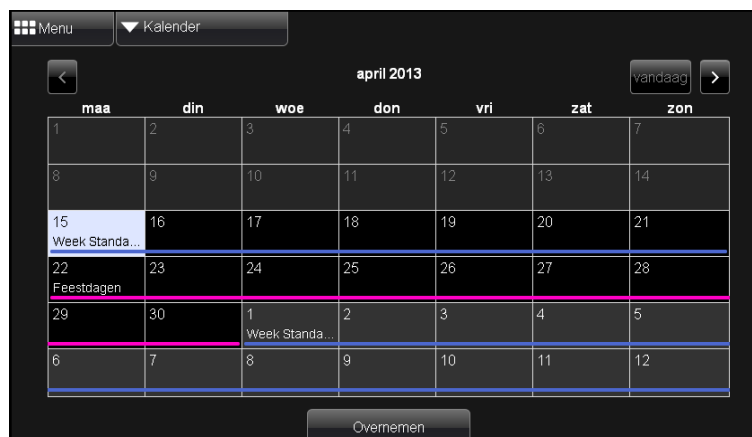 Menu Kalender
< april 2013 vandaag >
maa din woe don vri zat zon
1 2 3 4 5 6 7
8 9 10 11 12 13 14
15 16 17 18 19 20 21
Week Standa...
22 23 24 25 26 27 28
Feestdagen
29 30 1 2 3 4 5
Week Standa...
6 7 8 9 10 11 12
Overnemen